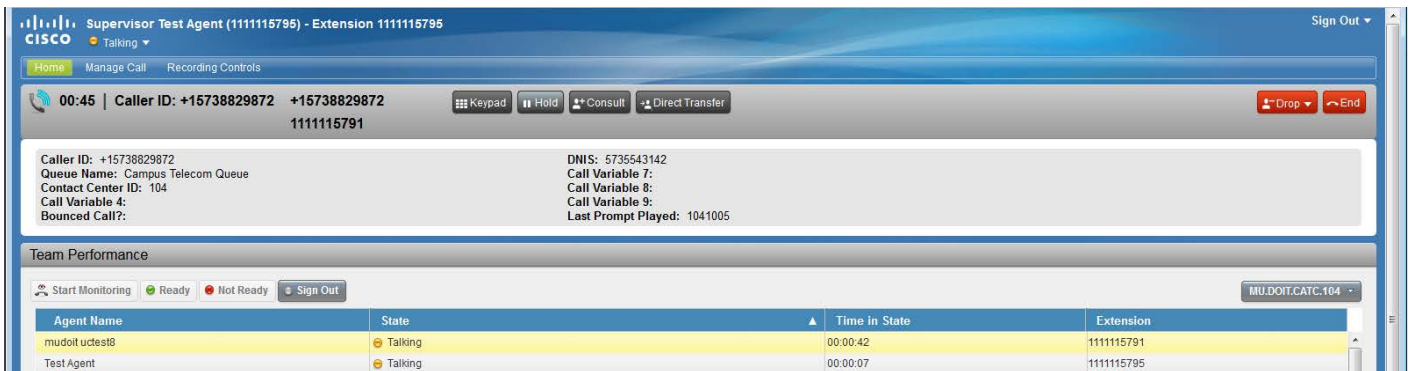 Supervisor Test Agent (1111115795) - Extension 1111115795 Sign Out
CISCO Talking
Home Manage Call Recording Controls
00:45 | Caller ID: +15738829872 +15738829872 Keypad Hold Consult Direct Transfer Drop End
1111115791
Caller ID: +15738829872 DNIS: 5735543142
Queue Name: Campus Telecom Queue Call Variable 7:
Contact Center ID: 104 Call Variable 8:
Call Variable 4: Call Variable 9:
Bounced Call?: Last Prompt Played: 1041005
Team Performance
Start Monitoring Ready Not Ready Sign Out MU.DOIT.CATC.104
Agent Name State Time in State Extension
mudoit uctest8 Talking 00:00:42 1111115791
Test Agent Talking 00:00:07 1111115795